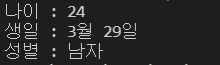 나이 : 24
생일 : 3월 29일
성별 : 남자